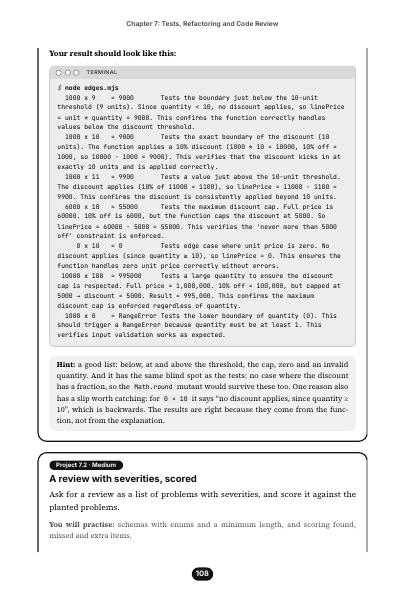 Chapter 7: Tests, Refactoring and Code Review
Your result should look like this:
TERMINAL
$ node edges.mjs
1000 x 9 = 9000 Tests the boundary just below the 10-unit
threshold (9 units). Since quantity < 10, no discount applies, so linePrice
= unit * quantity = 9000. This confirms the function correctly handles
values below the discount threshold.
1000 x 10 = 9000 Tests the exact boundary of the discount (10
units). The function applies a 10% discount (1000 * 10 = 10000, 10% off =
1000, so 10000 - 1000 = 9000). This verifies that the discount kicks in at
exactly 10 units and is applied correctly.
1000 x 11 = 9900 Tests a value just above the 10-unit threshold.
The discount applies (10% of 11000 = 1100), so linePrice = 11000 - 1100 =
9900. This confirms the discount is consistently applied beyond 10 units.
6000 x 10 = 55000 Tests the maximum discount cap. Full price is
60000. 10% off is 6000, but the function caps the discount at 5000. So
linePrice = 60000 - 5000 = 55000. This verifies the 'never more than 5000
off' constraint is enforced.
0 x 10 = 0 Tests edge case where unit price is zero. No
discount applies (since quantity ≥ 10), so linePrice = 0. This ensures the
function handles zero unit price correctly without errors.
10000 x 100 = 995000 Tests a large quantity to ensure the discount
cap is respected. Full price = 1,000,000. 10% off = 100,000, but capped at
5000 → discount = 5000. Result = 995,000. This confirms the maximum
discount cap is enforced regardless of quantity.
1000 x 0 = RangeError Tests the lower boundary of quantity (0). This
should trigger a RangeError because quantity must be at least 1. This
verifies input validation works as expected.
Hint: a good list: below, at and above the threshold, the cap, zero and an invalid
quantity. And it has the same blind spot as the tests: no case where the discount
has a fraction, so the Math.round mutant would survive these too. One reason also
has a slip worth catching: for 0 × 10 it says “no discount applies, since quantity ≥
10”, which is backwards. The results are right because they come from the func-
tion, not from the explanation.
Project 7.2 · Medium
A review with severities, scored
Ask for a review as a list of problems with severities, and score it against the
planted problems.
You will practise: schemas with enums and a minimum length, and scoring found,
missed and extra items.
108